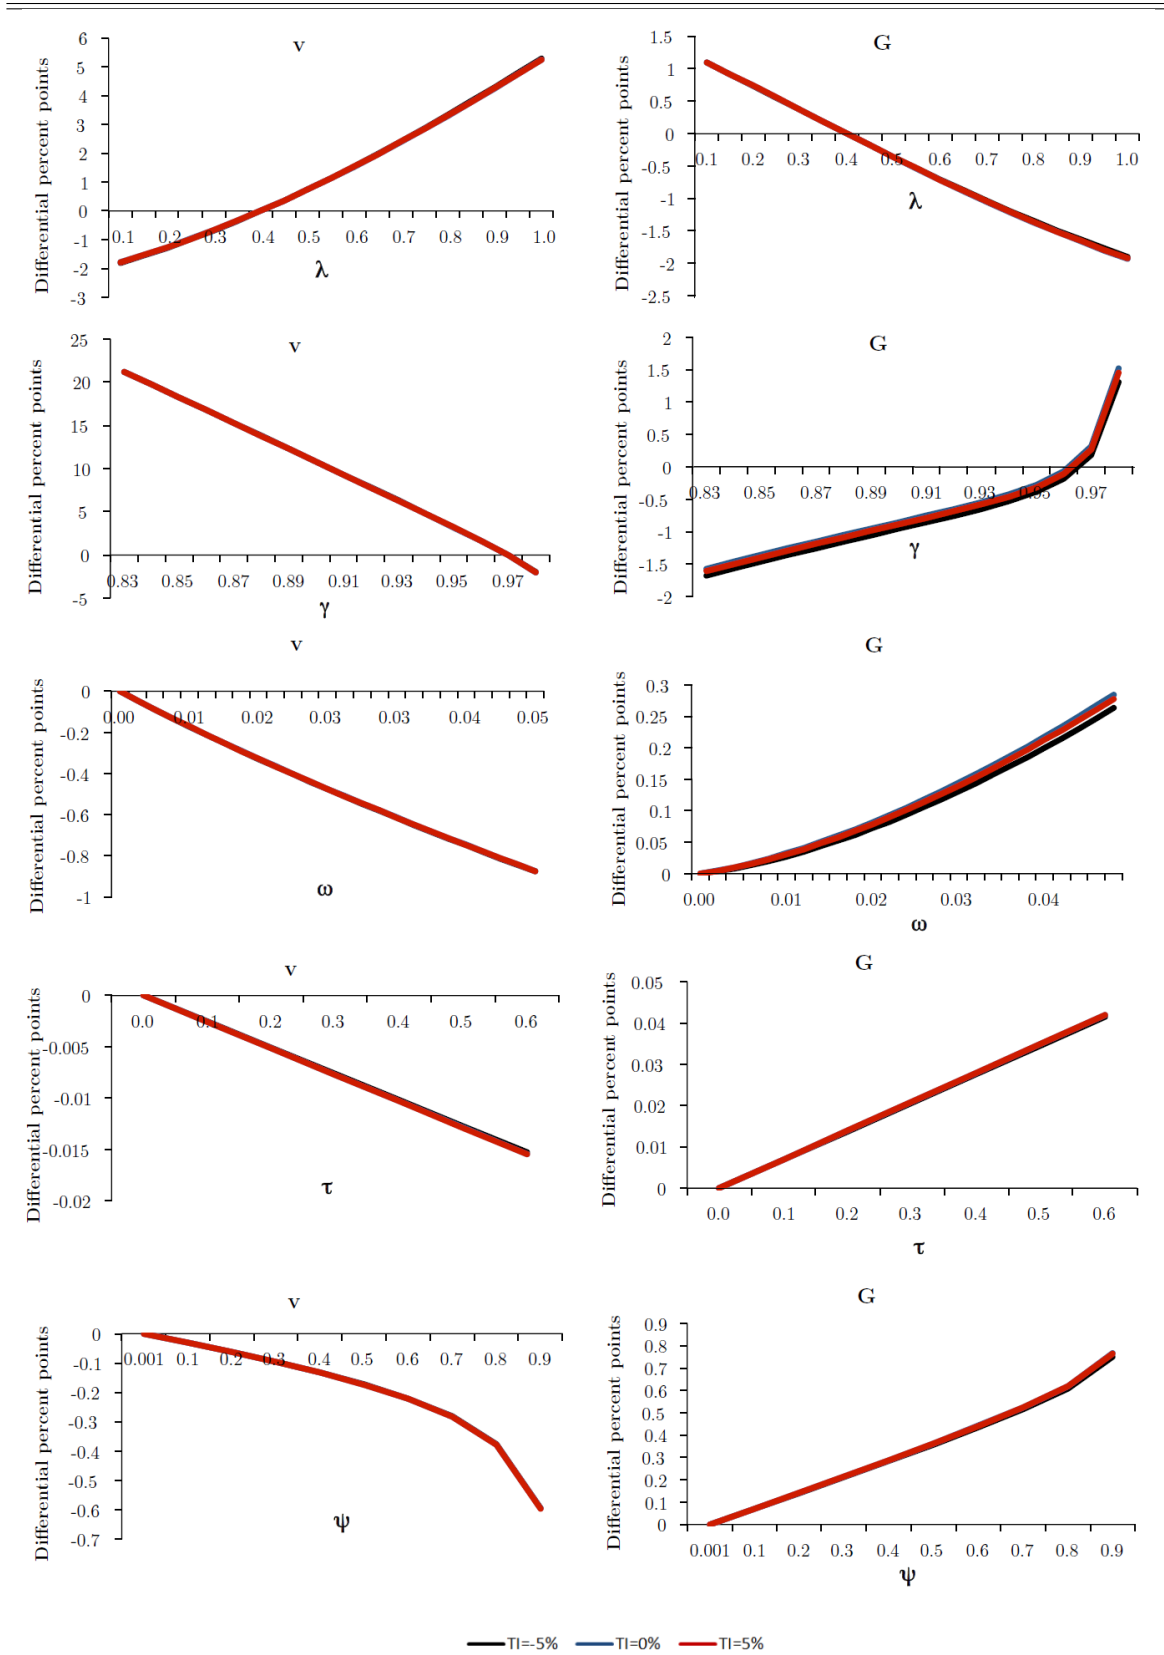 v
Differential percent points
6
5
4
3
2
1
0
-1
-2
-3
0.1 0.2 0.3 0.4 0.5 0.6 0.7 0.8 0.9 1.0
λ
G
Differential percent points
1.5
1
0.5
0
-0.5
-1
-1.5
-2
-2.5
0.1 0.2 0.3 0.4 0.5 0.6 0.7 0.8 0.9 1.0
λ
v
Differential percent points
25
20
15
10
5
0
-5
0.83 0.85 0.87 0.89 0.91 0.93 0.95 0.97
γ
G
Differential percent points
2
1.5
1
0.5
0
-0.5
-1
-1.5
-2
0.83 0.85 0.87 0.89 0.91 0.93 0.95 0.97
γ
v
Differential percent points
0
-0.2
-0.4
-0.6
-0.8
-1
0.00 0.01 0.02 0.03 0.03 0.04 0.05
ω
G
Differential percent points
0.3
0.25
0.2
0.15
0.1
0.05
0
0.00 0.01 0.02 0.03 0.04
ω
v
Differential percent points
0
-0.005
-0.01
-0.015
-0.02
0.0 0.1 0.2 0.3 0.4 0.5 0.6
τ
G
Differential percent points
0.05
0.04
0.03
0.02
0.01
0
0.0 0.1 0.2 0.3 0.4 0.5 0.6
τ
v
Differential percent points
0
-0.1
-0.2
-0.3
-0.4
-0.5
-0.6
-0.7
0.001 0.1 0.2 0.3 0.4 0.5 0.6 0.7 0.8 0.9
ψ
G
Differential percent points
0.9
0.8
0.7
0.6
0.5
0.4
0.3
0.2
0.1
0
0.001 0.1 0.2 0.3 0.4 0.5 0.6 0.7 0.8 0.9
ψ
TI=-5% TI=0% TI=5%